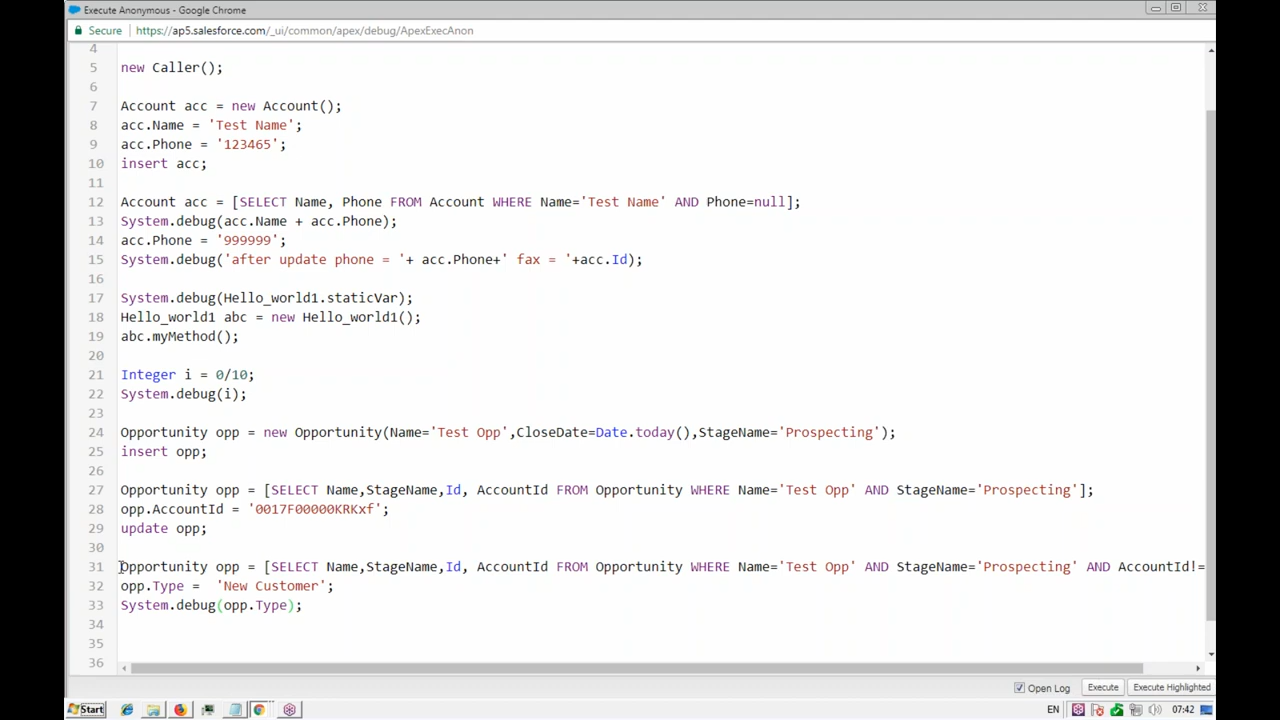 Execute Anonymous - Google Chrome
Secure https://ap5.salesforce.com/_ui/common/apex/debug/ApexExecAnon
4
5 new Caller();
6
7 Account acc = new Account();
8 acc.Name = 'Test Name';
9 acc.Phone = '123465';
10 insert acc;
11
12 Account acc = [SELECT Name, Phone FROM Account WHERE Name='Test Name' AND Phone=null];
13 System.debug(acc.Name + acc.Phone);
14 acc.Phone = '999999';
15 System.debug('after update phone = '+ acc.Phone+' fax = '+acc.Id);
16
17 System.debug(Hello_world1.staticVar);
18 Hello_world1 abc = new Hello_world1();
19 abc.myMethod();
20
21 Integer i = 0/10;
22 System.debug(i);
23
24 Opportunity opp = new Opportunity(Name='Test Opp',CloseDate=Date.today(),StageName='Prospecting');
25 insert opp;
26
27 Opportunity opp = [SELECT Name,StageName,Id, AccountId FROM Opportunity WHERE Name='Test Opp' AND StageName='Prospecting'];
28 opp.AccountId = '0017F00000KRKxf';
29 update opp;
30
31 Opportunity opp = [SELECT Name,StageName,Id, AccountId FROM Opportunity WHERE Name='Test Opp' AND StageName='Prospecting' AND AccountId!=
32 opp.Type = 'New Customer';
33 System.debug(opp.Type);
34
35
36
Open Log Execute Execute Highlighted
Start EN 07:42